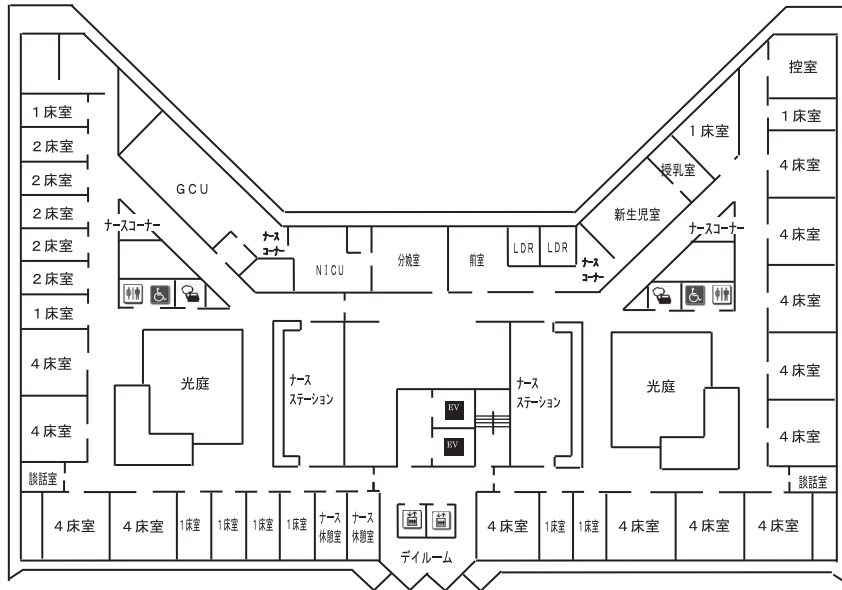 控室
１床室
１床室
１床室
２床室
４床室
授乳室
２床室
ＧＣＵ
新生児室
２床室
ナースコーナー
ナースコーナー
４床室
２床室
ナース
コーナー
ＮＩＣＵ
分娩室
前室
ＬＤＲ
ＬＤＲ
ナース
コーナー
２床室
４床室
１床室
４床室
光庭
ナース
ステーション
EV
EV
ナース
ステーション
光庭
４床室
４床室
４床室
談話室
談話室
４床室
４床室
１床室
１床室
１床室
１床室
ナース
休憩室
ナース
休憩室
デイルーム
４床室
１床室
１床室
４床室
４床室
４床室